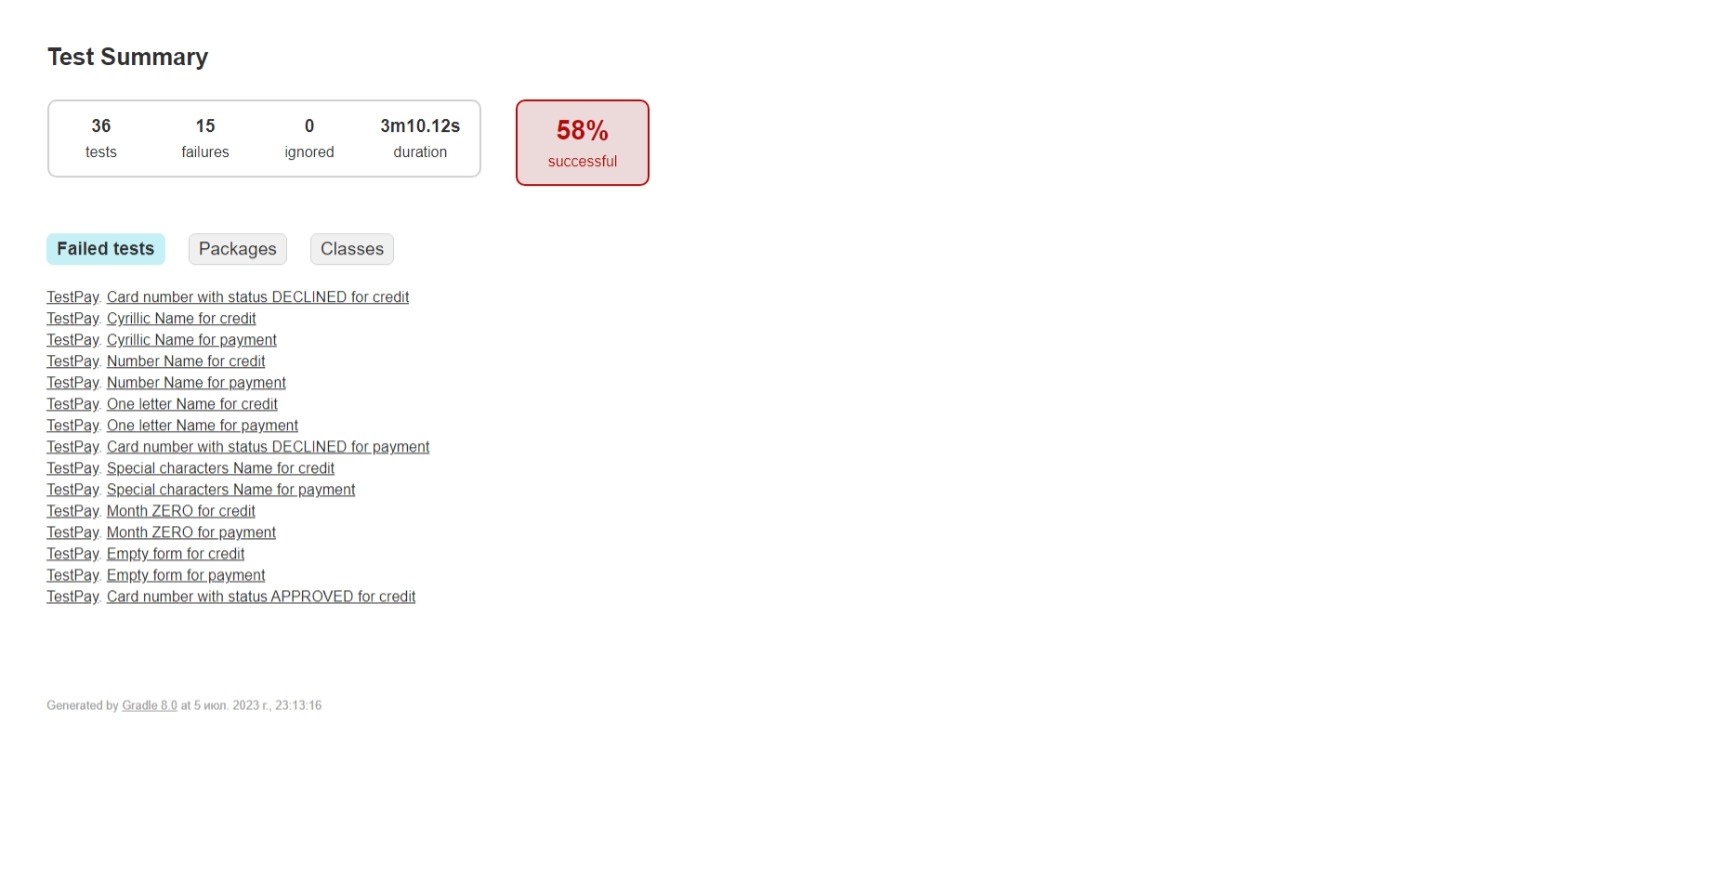 Test Summary
36 15 0 3m10.12s
tests failures ignored duration
58%
successful
Failed tests Packages Classes
TestPay. Card number with status DECLINED for credit
TestPay. Cyrillic Name for credit
TestPay. Cyrillic Name for payment
TestPay. Number Name for credit
TestPay. Number Name for payment
TestPay. One letter Name for credit
TestPay. One letter Name for payment
TestPay. Card number with status DECLINED for payment
TestPay. Special characters Name for credit
TestPay. Special characters Name for payment
TestPay. Month ZERO for credit
TestPay. Month ZERO for payment
TestPay. Empty form for credit
TestPay. Empty form for payment
TestPay. Card number with status APPROVED for credit
Generated by Gradle 8.0 at 5 июл. 2023 г., 23:13:16